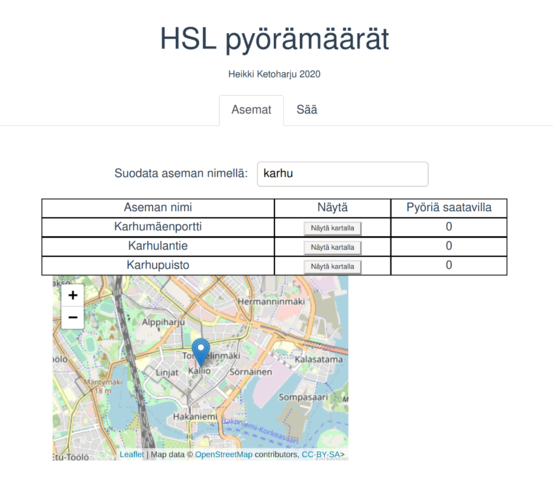 HSL pyörämäärät
Heikki Ketoharju 2020
Asemat Sää
Suodata aseman nimellä: karhu
Aseman nimi Näytä Pyöriä saatavilla
Karhumäenportti Näytä kartalla 0
Karhulantie Näytä kartalla 0
Karhupuisto Näytä kartalla 0
+
−
Hermanninmäki
Alppiharju
Kalasatama
Linjat Kallio Sörnäinen
Mäntymäki
18 m
Sompasaari
Hakaniemi
Etu-Töölö
Leaflet | Map data © OpenStreetMap contributors, CC-BY-SA>